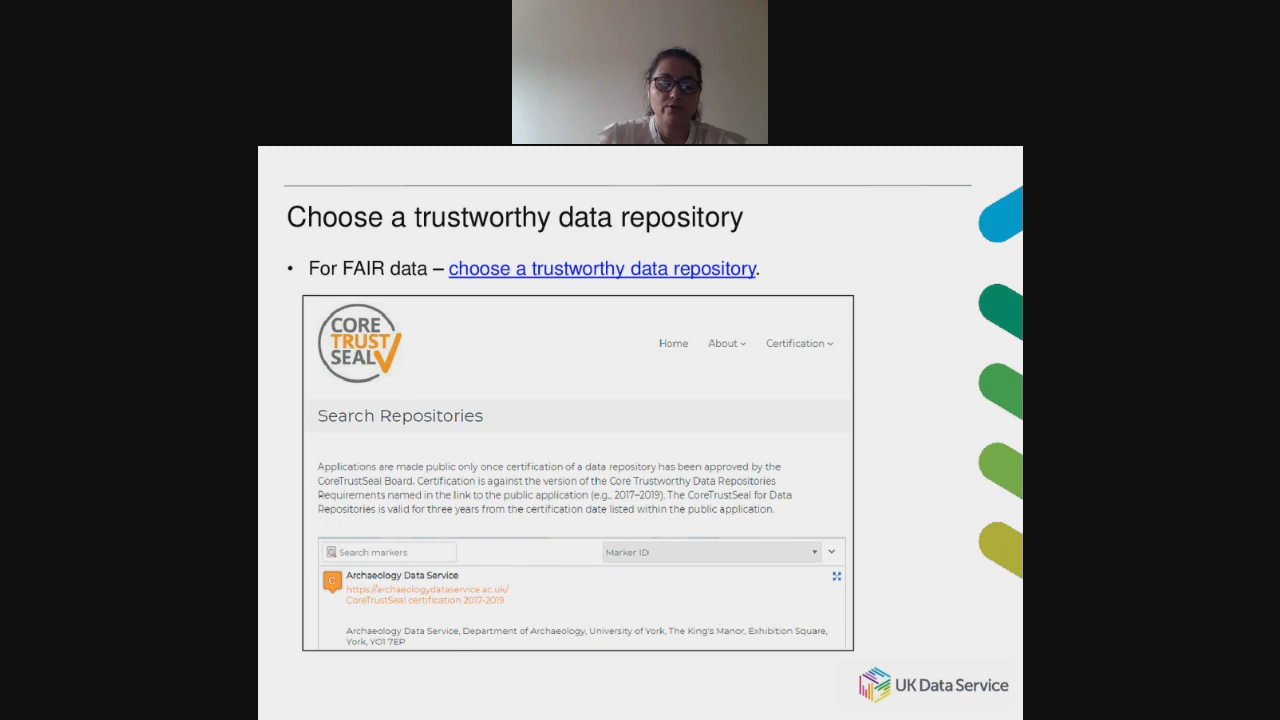 Choose a trustworthy data repository
• For FAIR data – choose a trustworthy data repository.
CORE
TRUST
SEAL
Home About Certification
Search Repositories
Applications are made public only once certification of a data repository has been approved by the
CoreTrustSeal Board. Certification is against the version of the Core Trustworthy Data Repositories
Requirements named in the link to the public application (e.g., 2017–2019). The CoreTrustSeal for Data
Repositories is valid for three years from the certification date listed within the public application.
Search markers Marker ID
C Archaeology Data Service
https://archaeologydataservice.ac.uk/
CoreTrustSeal certification 2017-2019
Archaeology Data Service, Department of Archaeology, University of York, The King's Manor, Exhibition Square,
York, YO1 7EP
UK Data Service